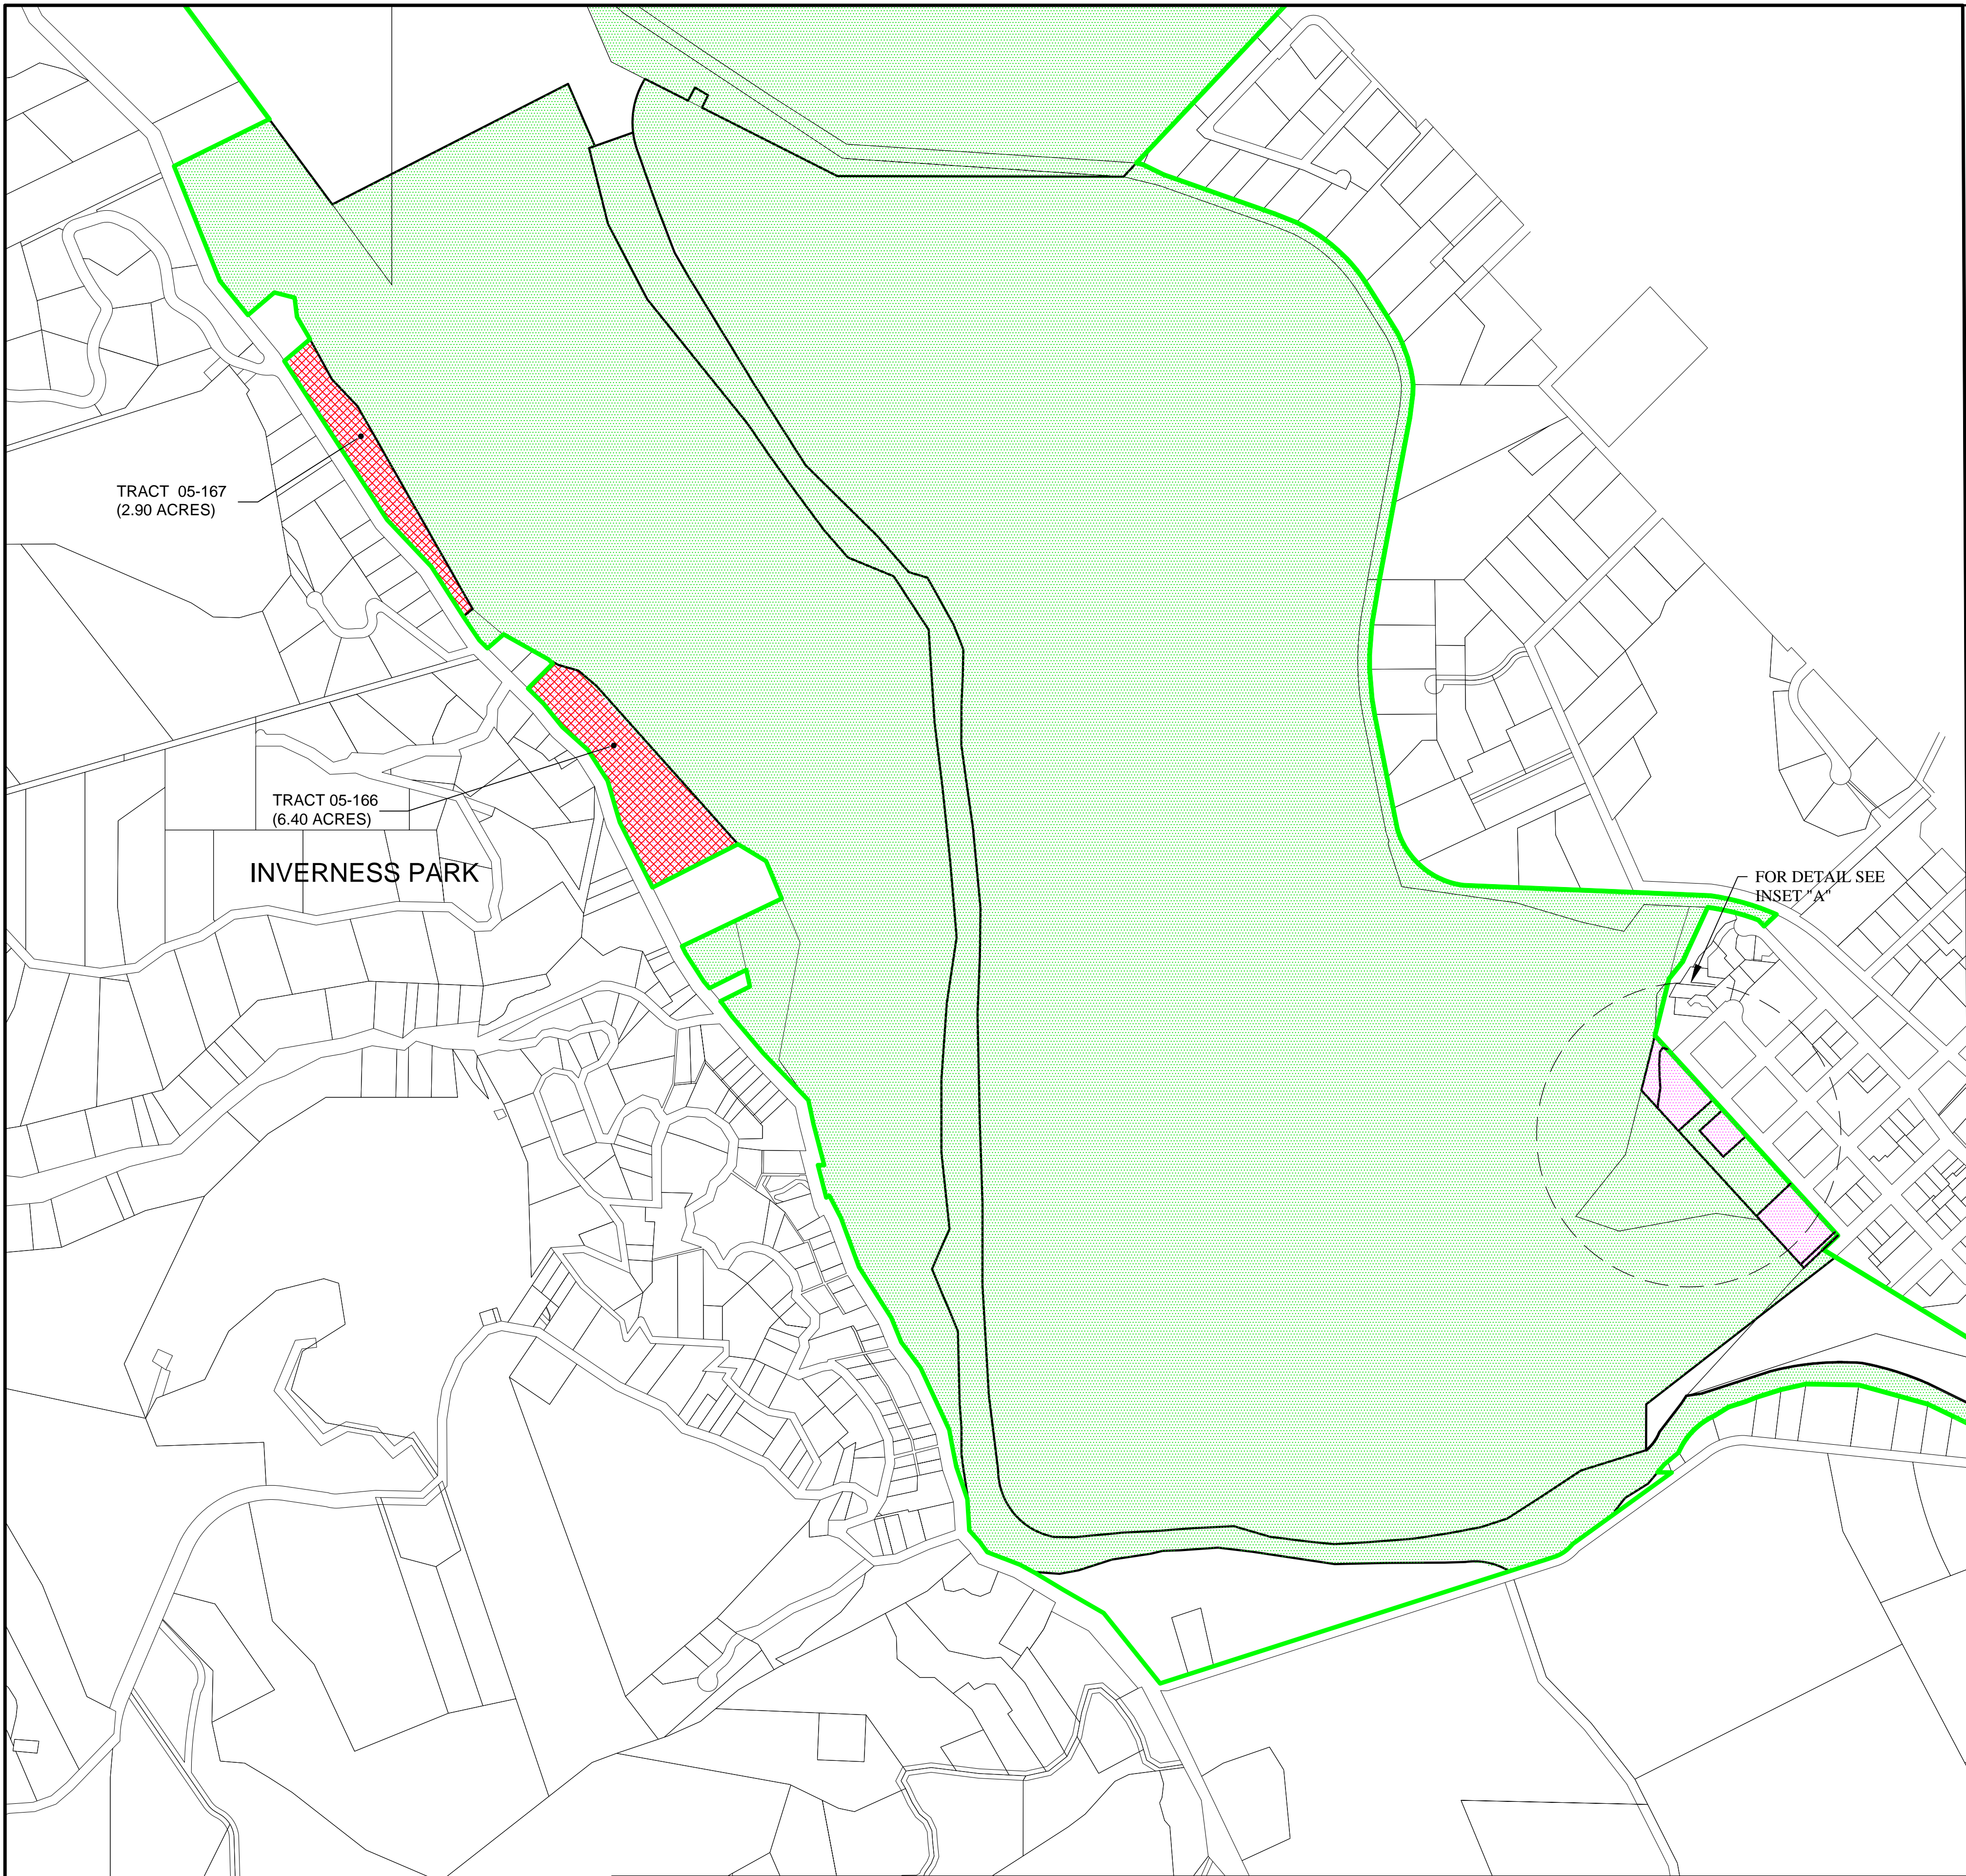 TRACT 05-167
(2.90 ACRES)
TRACT 05-166
(6.40 ACRES)
INVERNESS PARK
FOR DETAIL SEE
INSET "A"